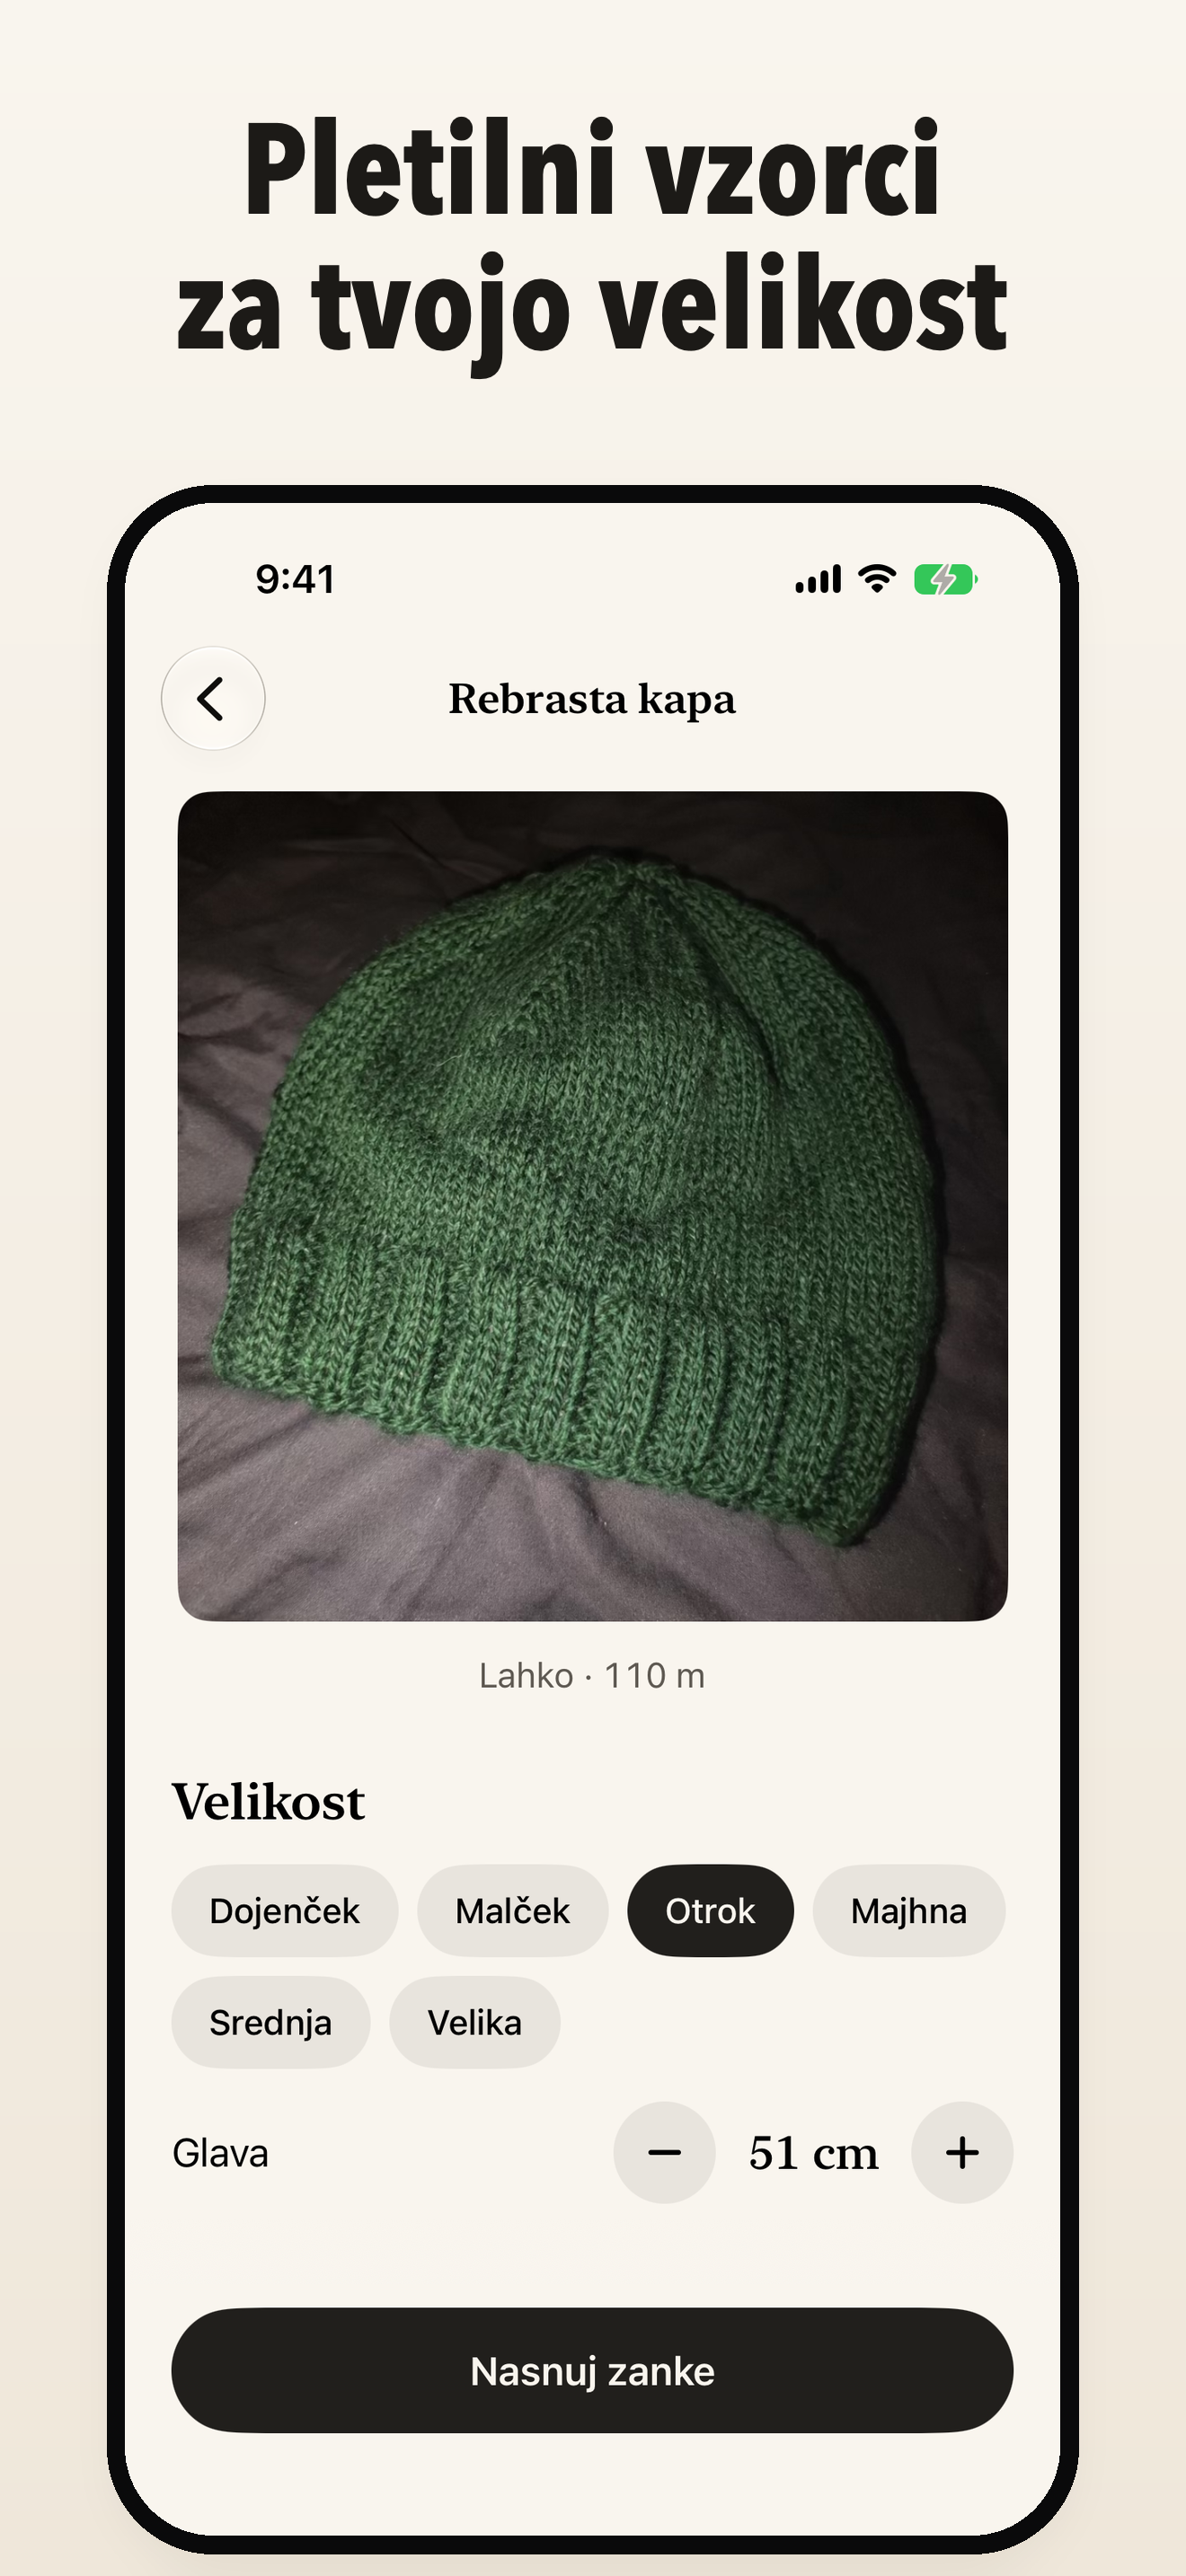 Pletilni vzorci
za tvojo velikost
9:41
Rebrasta kapa
Lahko · 110 m
Velikost
Dojenček
Malček
Otrok
Majhna
Srednja
Velika
Glava
51 cm
Nasnuj zanke